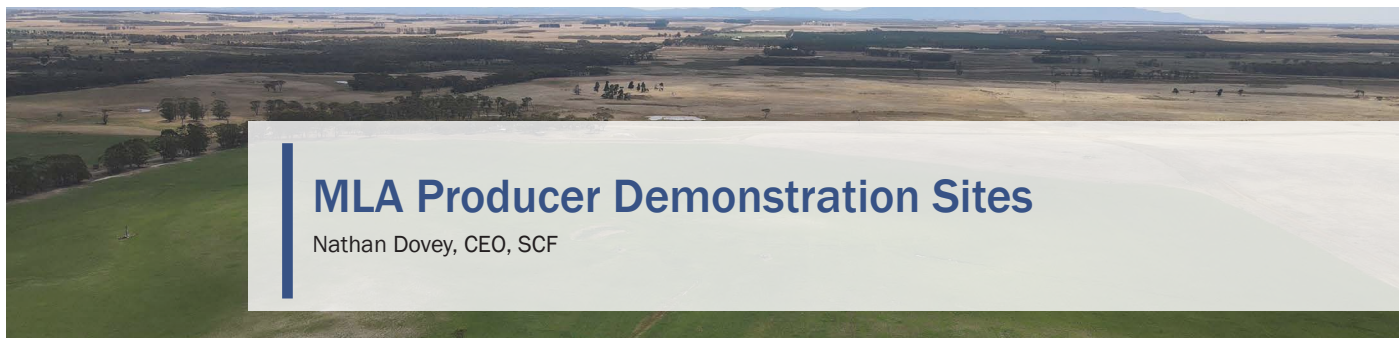 MLA Producer Demonstration Sites
Nathan Dovey, CEO, SCF